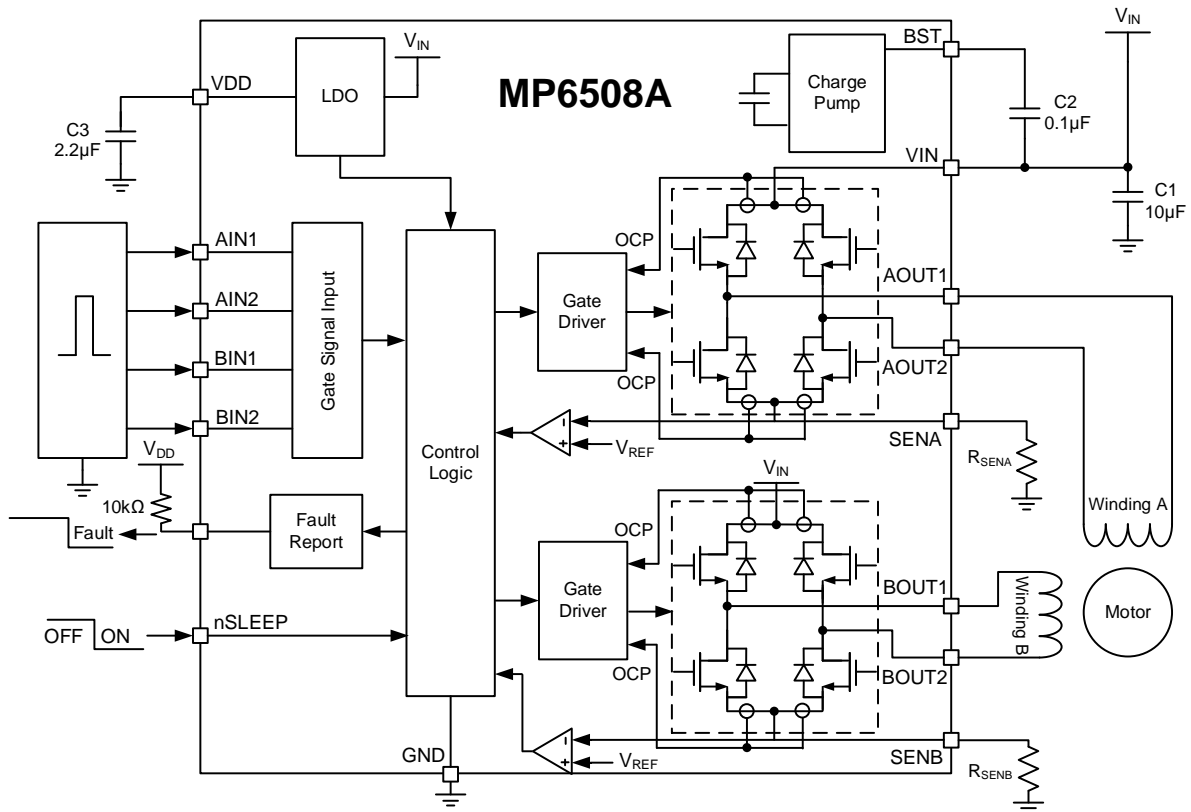 MP6508A
VDD
C3
2.2µF
LDO
VIN
Charge
Pump
BST
VIN
C2
0.1µF
VIN
C1
10µF
AIN1
AIN2
BIN1
BIN2
Gate Signal Input
Control
Logic
OCP
Gate
Driver
OCP
AOUT1
AOUT2
SENA
VREF
RSENA
Winding A
VDD
10kΩ
Fault
Fault
Report
VIN
OCP
Gate
Driver
OCP
BOUT1
BOUT2
Winding B
Motor
OFF
ON
nSLEEP
GND
VREF
SENB
RSENB